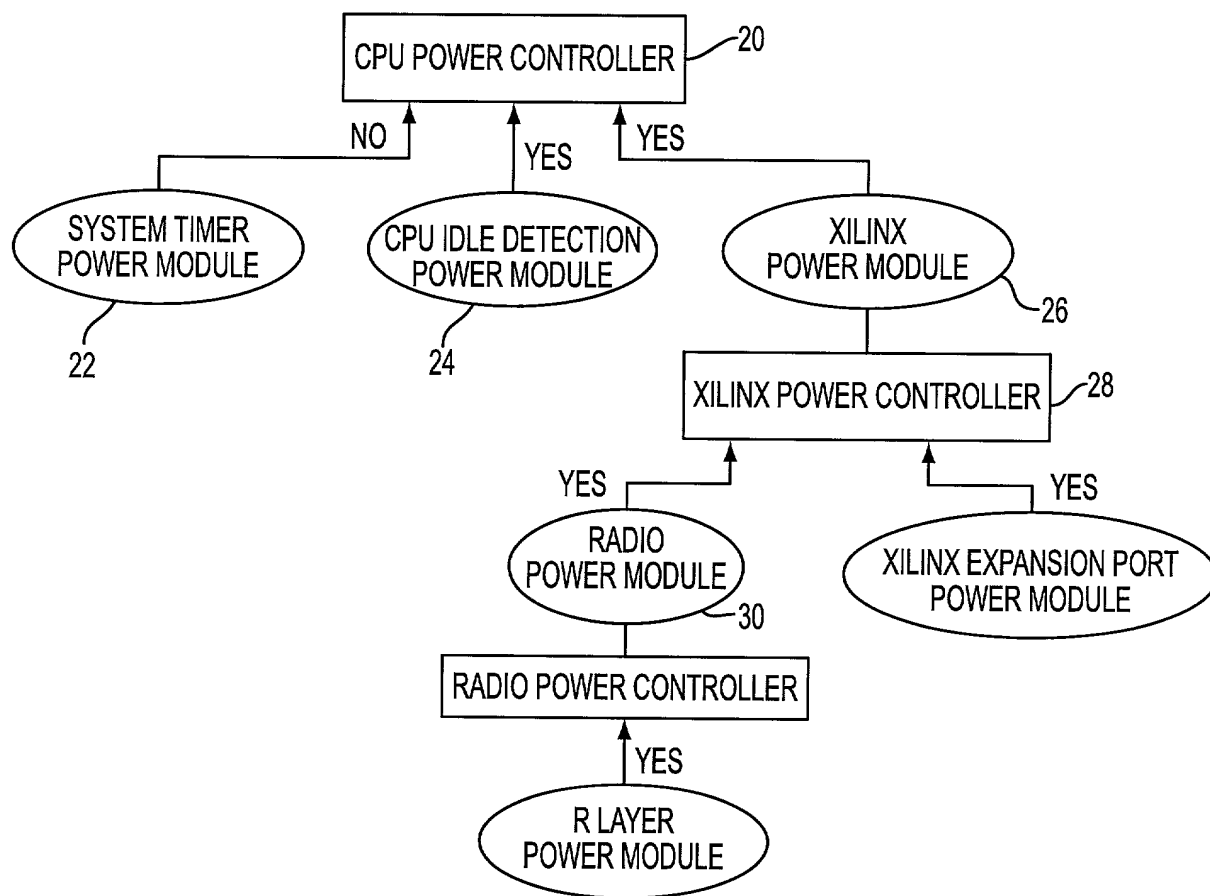 CPU POWER CONTROLLER
20
NO
YES
YES
SYSTEM TIMER
POWER MODULE
CPU IDLE DETECTION
POWER MODULE
XILINX
POWER MODULE
22
24
26
XILINX POWER CONTROLLER
28
YES
YES
RADIO
POWER MODULE
XILINX EXPANSION PORT
POWER MODULE
30
RADIO POWER CONTROLLER
YES
R LAYER
POWER MODULE